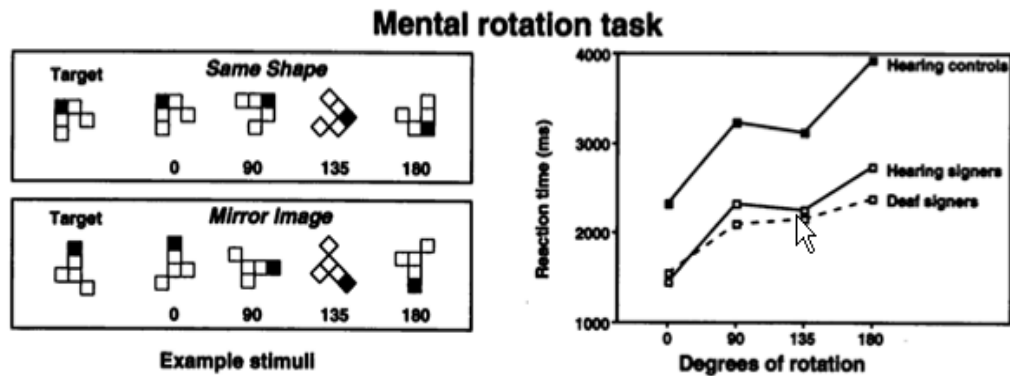 Mental rotation task
Target
Same Shape
0 90 135 180
Target
Mirror Image
0 90 135 180
Example stimuli
Reaction time (ms)
4000
3000
2000
1000
Hearing controls
Hearing signers
Deaf signers
0 90 135 180
Degrees of rotation